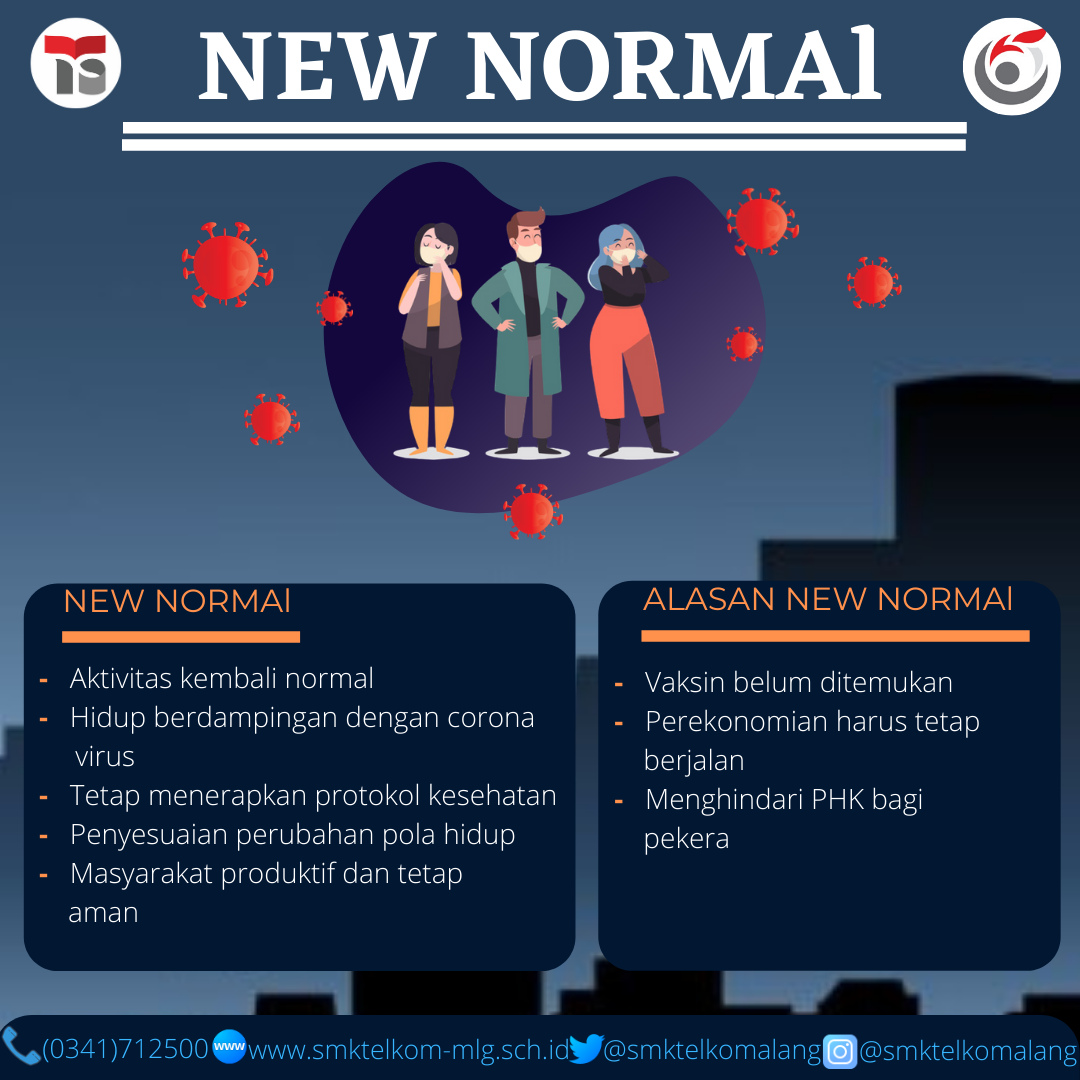 NEW NORMAl
NEW NORMAl
- Aktivitas kembali normal
- Hidup berdampingan dengan corona
virus
- Tetap menerapkan protokol kesehatan
- Penyesuaian perubahan pola hidup
- Masyarakat produktif dan tetap
aman
ALASAN NEW NORMAl
- Vaksin belum ditemukan
- Perekonomian harus tetap
berjalan
- Menghindari PHK bagi
pekera
(0341)712500 www www.smktelkom-mlg.sch.id @smktelkomalang @smktelkomalang